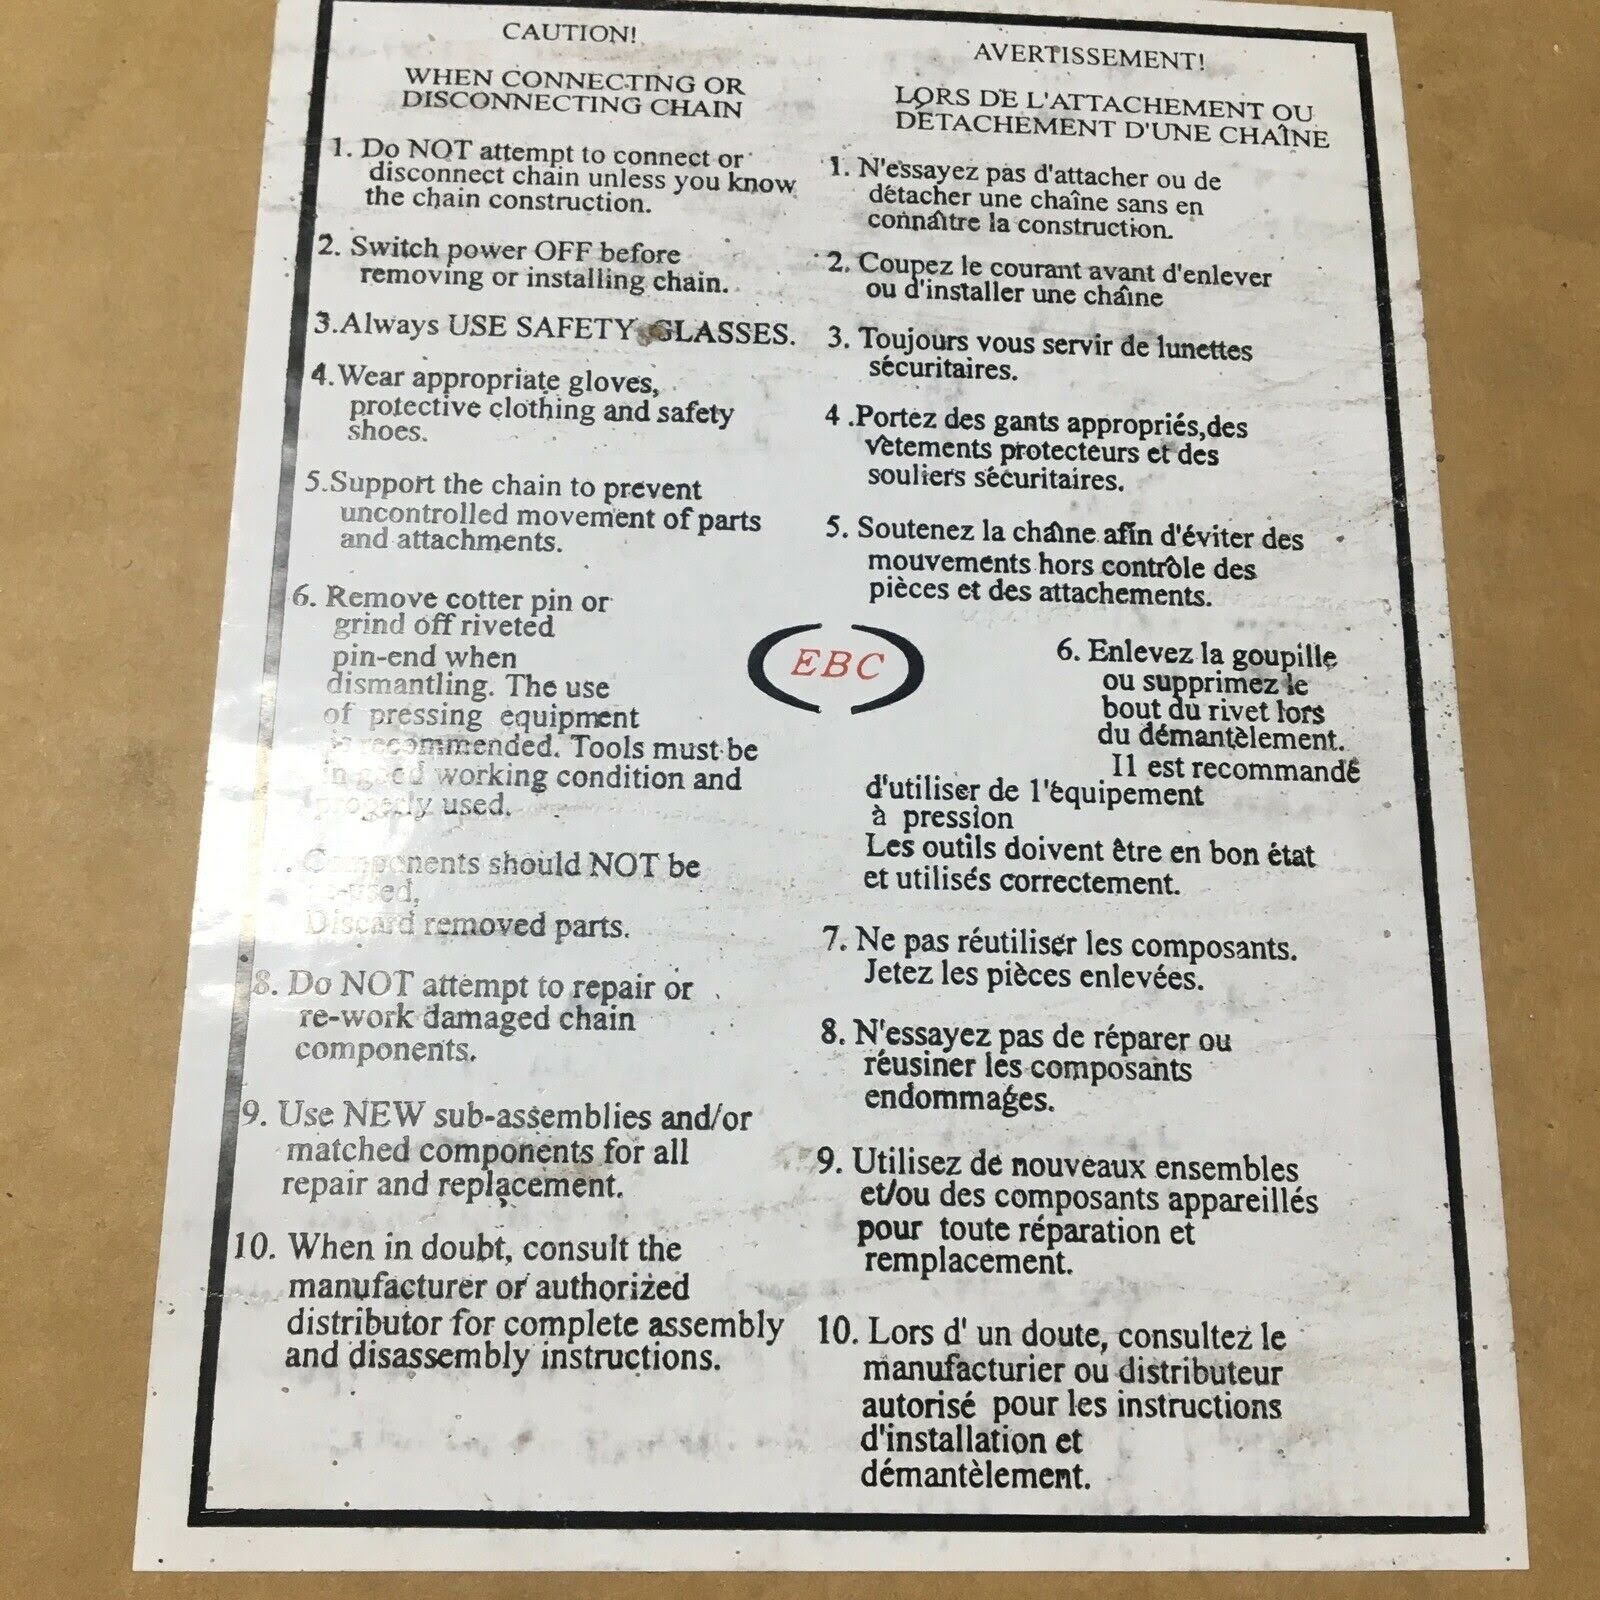 CAUTION!
WHEN CONNECTING OR
DISCONNECTING CHAIN
1. Do NOT attempt to connect or
disconnect chain unless you know
the chain construction.
2. Switch power OFF before
removing or installing chain.
3.Always USE SAFETY GLASSES.
4.Wear appropriate gloves,
protective clothing and safety
shoes.
5.Support the chain to prevent
uncontrolled movement of parts
and attachments.
6. Remove cotter pin or
grind off riveted
pin-end when
dismantling. The use
of pressing equipment
is recommended. Tools must be
in good working condition and
properly used.
Components should NOT be
re-used,
Discard removed parts.
8. Do NOT attempt to repair or
re-work damaged chain
components.
9. Use NEW sub-assemblies and/or
matched components for all
repair and replacement.
10. When in doubt, consult the
manufacturer or authorized
distributor for complete assembly
and disassembly instructions.
EBC
AVERTISSEMENT!
LORS DE L'ATTACHEMENT OU
DÉTACHEMENT D'UNE CHAÎNE
1. N'essayez pas d'attacher ou de
détacher une chaîne sans en
connaître la construction.
2. Coupez le courant avant d'enlever
ou d'installer une chaîne
3. Toujours vous servir de lunettes
sécuritaires.
4 .Portez des gants appropriés,des
vètements protecteurs et des
souliers sécuritaires.
5. Soutenez la chaîne afin d'éviter des
mouvements hors contrôle des
pièces et des attachements.
6. Enlevez la goupille
ou supprimez le
bout du rivet lors
du démantèlement.
Il est recommandé
d'utiliser de l'équipement
à pression
Les outils doivent être en bon état
et utilisés correctement.
7. Ne pas réutiliser les composants.
Jetez les pièces enlevées.
8. N'essayez pas de réparer ou
réusiner les composants
endommagés.
9. Utilisez de nouveaux ensembles
et/ou des composants appareillés
pour toute réparation et
remplacement.
10. Lors d' un doute, consultez le
manufacturier ou distributeur
autorisé pour les instructions
d'installation et
démantèlement.